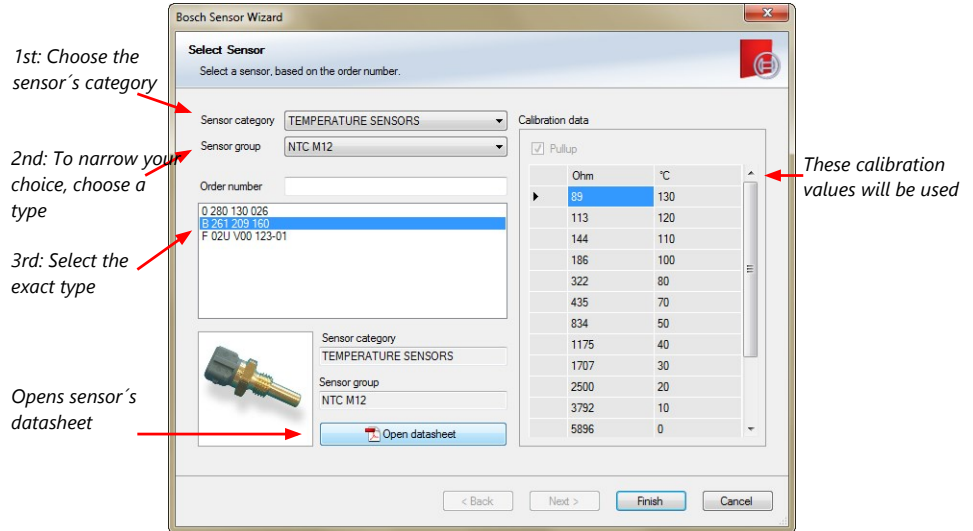 Bosch Sensor Wizard
Select Sensor
Select a sensor, based on the order number.
1st: Choose the
sensor´s category
2nd: To narrow your
choice, choose a
type
3rd: Select the
exact type
Opens sensor´s
datasheet
Sensor category TEMPERATURE SENSORS
Sensor group NTC M12
Order number
0 280 130 026
B 261 209 160
F 02U V00 123-01
Sensor category
TEMPERATURE SENSORS
Sensor group
NTC M12
Open datasheet
Calibration data
Pullup
Ohm °C
89 130
113 120
144 110
186 100
322 80
435 70
834 50
1175 40
1707 30
2500 20
3792 10
5896 0
These calibration
values will be used
< Back Next > Finish Cancel